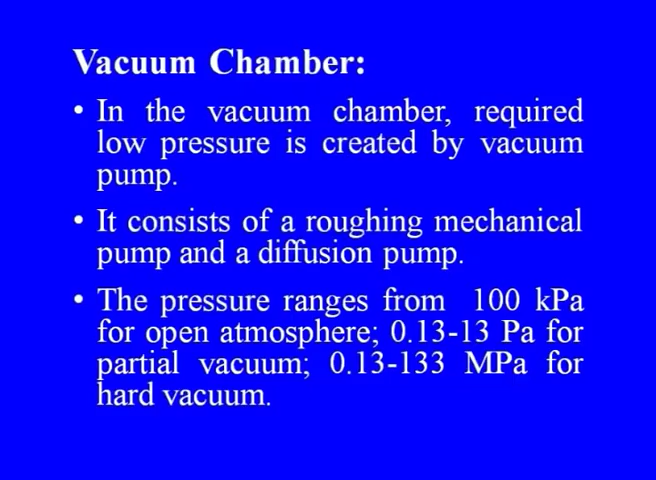 Vacuum Chamber:
• In the vacuum chamber, required
low pressure is created by vacuum
pump.
• It consists of a roughing mechanical
pump and a diffusion pump.
• The pressure ranges from 100 kPa
for open atmosphere; 0.13-13 Pa for
partial vacuum; 0.13-133 MPa for
hard vacuum.